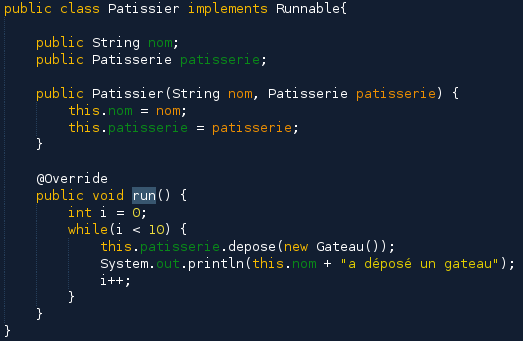 public class Patissier implements Runnable{
public String nom;
public Patisserie patisserie;
public Patissier(String nom, Patisserie patisserie) {
this.nom = nom;
this.patisserie = patisserie;
}
@Override
public void run() {
int i = 0;
while(i < 10) {
this.patisserie.depose(new Gateau());
System.out.println(this.nom + "a déposé un gateau");
i++;
}
}
}